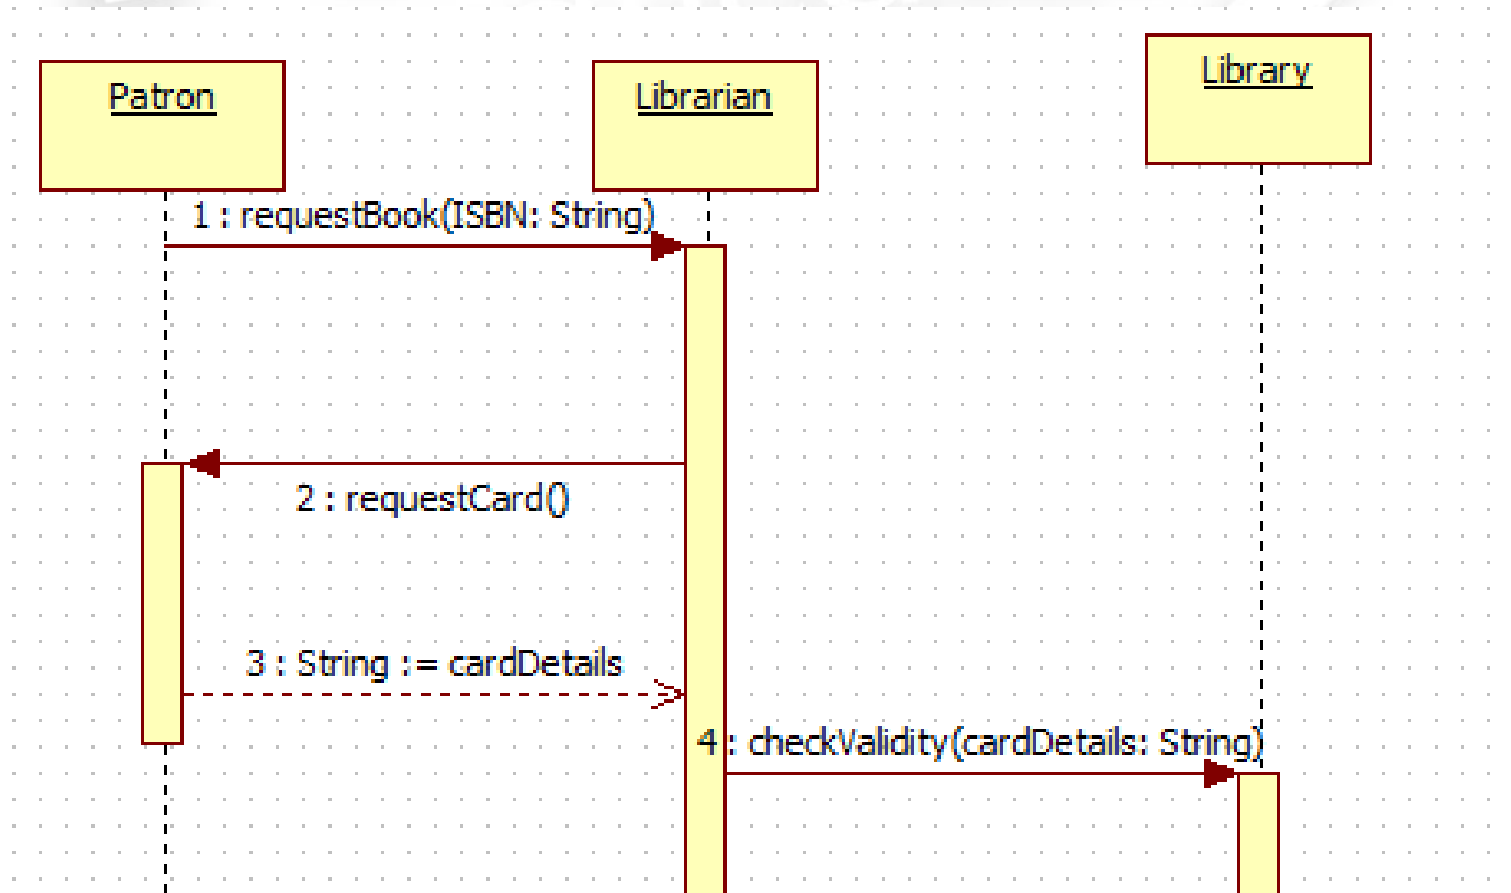 Patron
Librarian
Library
1 : requestBook(ISBN: String)
2 : requestCard()
3 : String := cardDetails
4 : checkValidity(cardDetails: String)